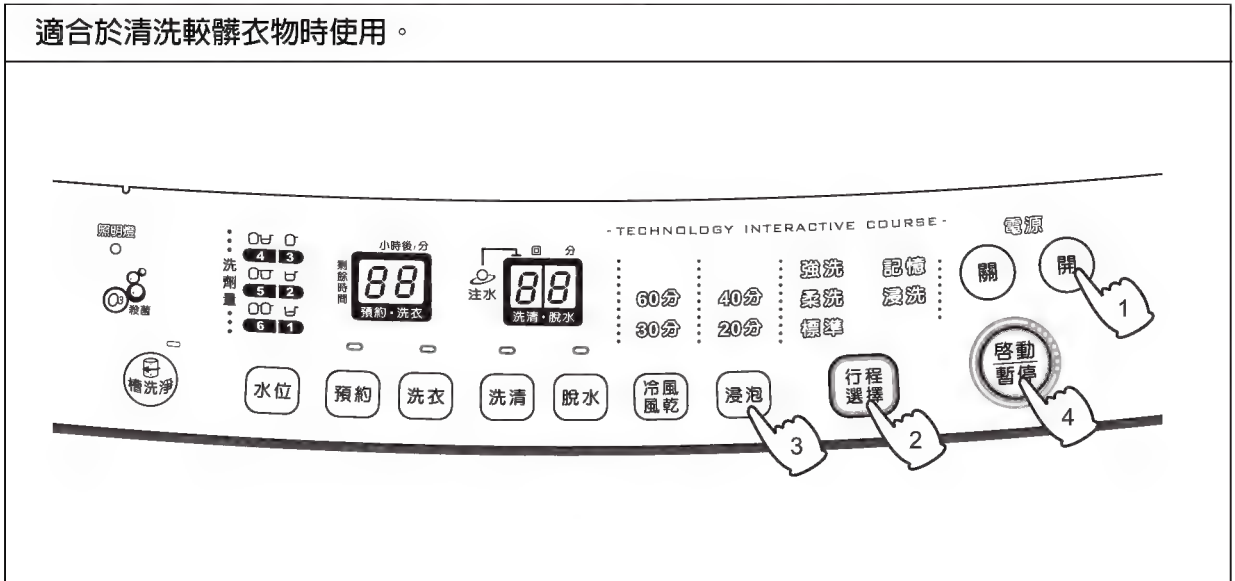 適合於清洗較髒衣物時使用。
- TECHNOLOGY INTERACTIVE COURSE -
照明燈
O3 殺菌
槽洗淨
洗劑量
4 3
5 2
6 1
水位
小時後/分
剩餘時間
88
預約・洗衣
預約
洗衣
回 分
注水
88
洗清・脫水
洗清
脫水
60分
30分
冷風
風乾
40分
20分
浸泡
強洗 記憶
柔洗 浸洗
標準
行程
選擇
電源
關
開
啓動
暫停
1
2
3
4